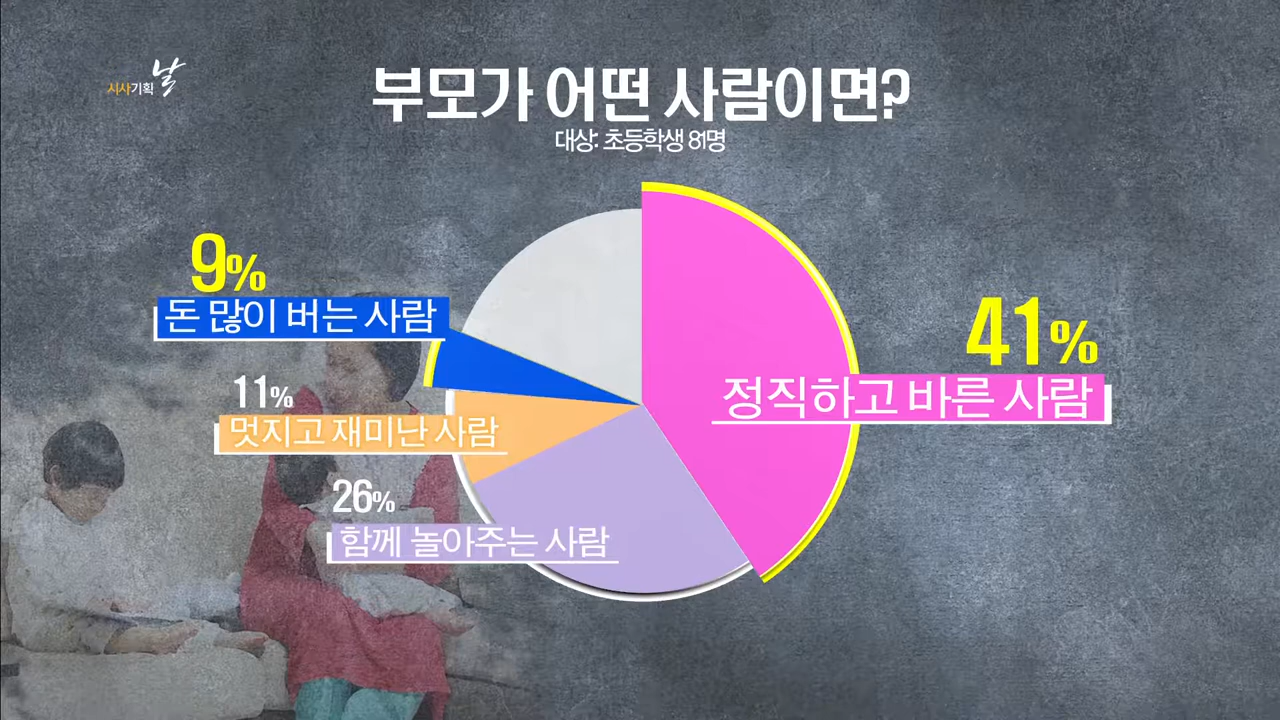 시사기획 날
부모가 어떤 사람이면?
대상: 초등학생 81명
9%
돈 많이 버는 사람
41%
정직하고 바른 사람
11%
멋지고 재미난 사람
26%
함께 놀아주는 사람